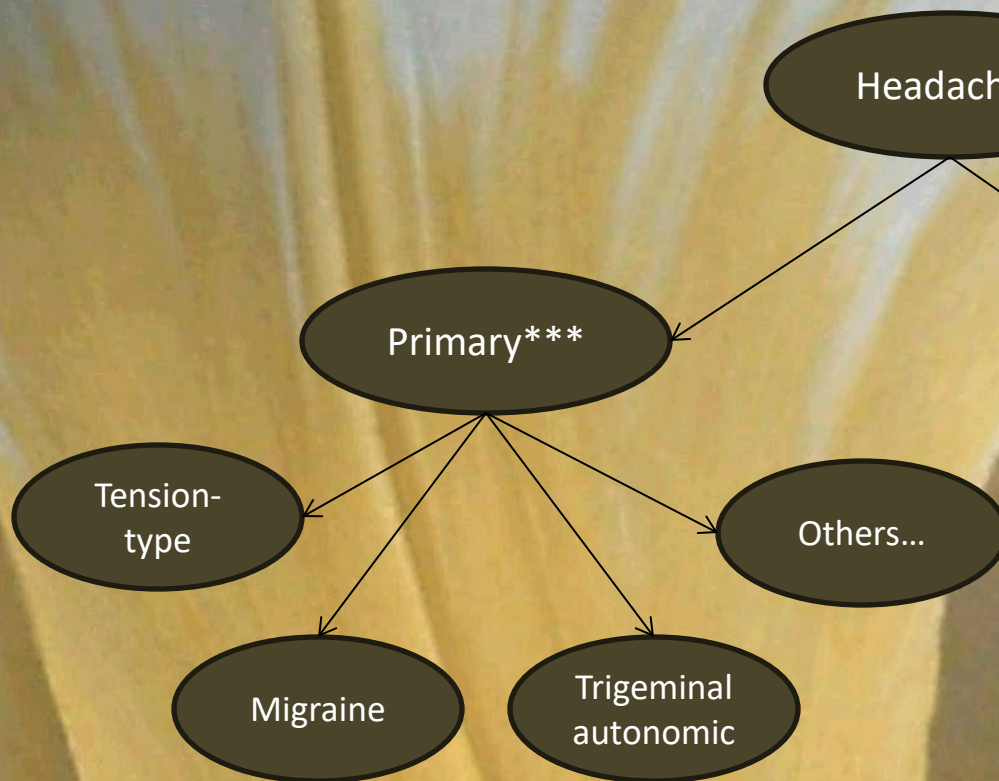 Headach
Primary***
Tension-
type
Others...
Migraine
Trigeminal
autonomic